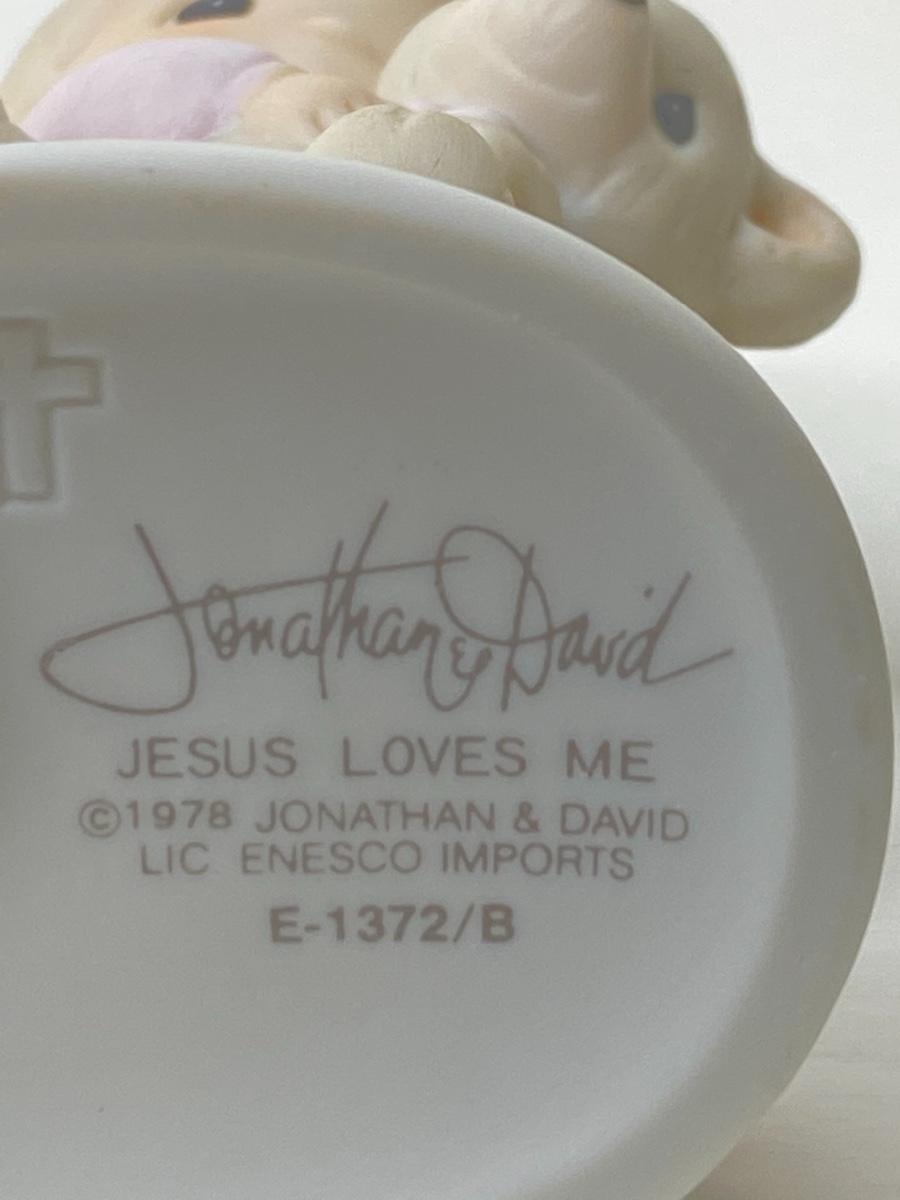 Jonathan & David
JESUS LOVES ME
©1978 JONATHAN & DAVID
LIC ENESCO IMPORTS
E-1372/B